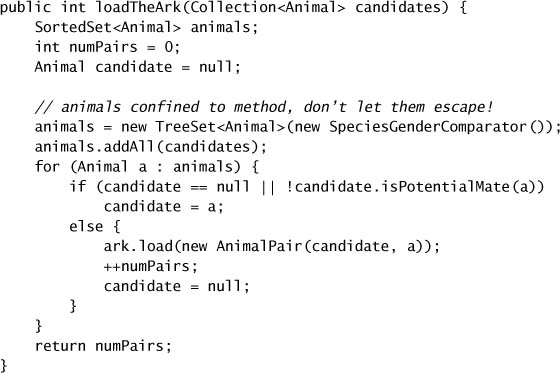 public int loadTheArk(Collection<Animal> candidates) {
    SortedSet<Animal> animals;
    int numPairs = 0;
    Animal candidate = null;

    // animals confined to method, don’t let them escape!
    animals = new TreeSet<Animal>(new SpeciesGenderComparator());
    animals.addAll(candidates);
    for (Animal a : animals) {
        if (candidate == null || !candidate.isPotentialMate(a))
            candidate = a;
        else {
            ark.load(new AnimalPair(candidate, a));
            ++numPairs;
            candidate = null;
        }
    }
    return numPairs;
}